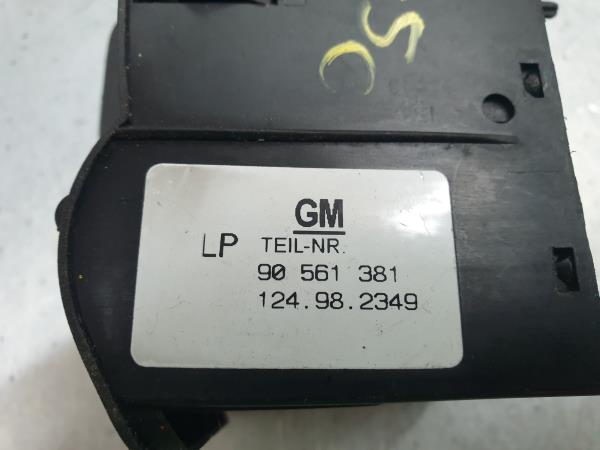 S
C
GM
LP TEIL-NR.
90 561 381
124.98.2349